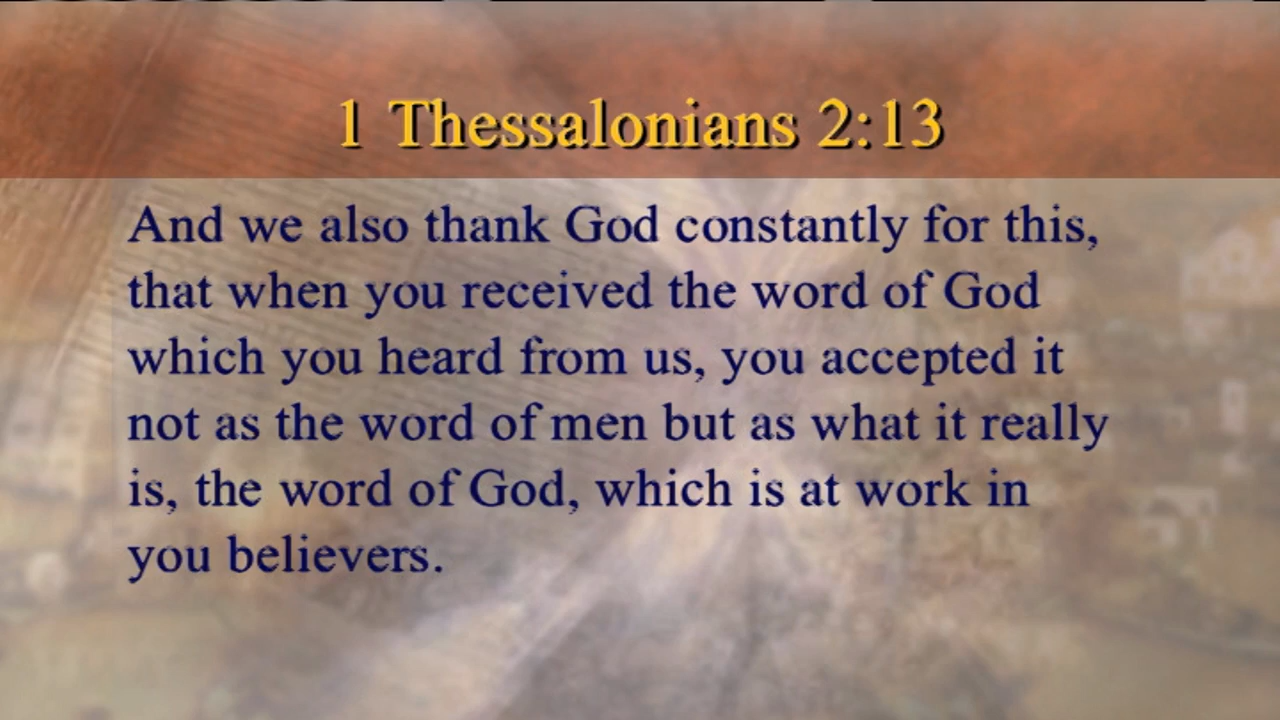 1 Thessalonians 2:13
And we also thank God constantly for this,
that when you received the word of God
which you heard from us, you accepted it
not as the word of men but as what it really
is, the word of God, which is at work in
you believers.